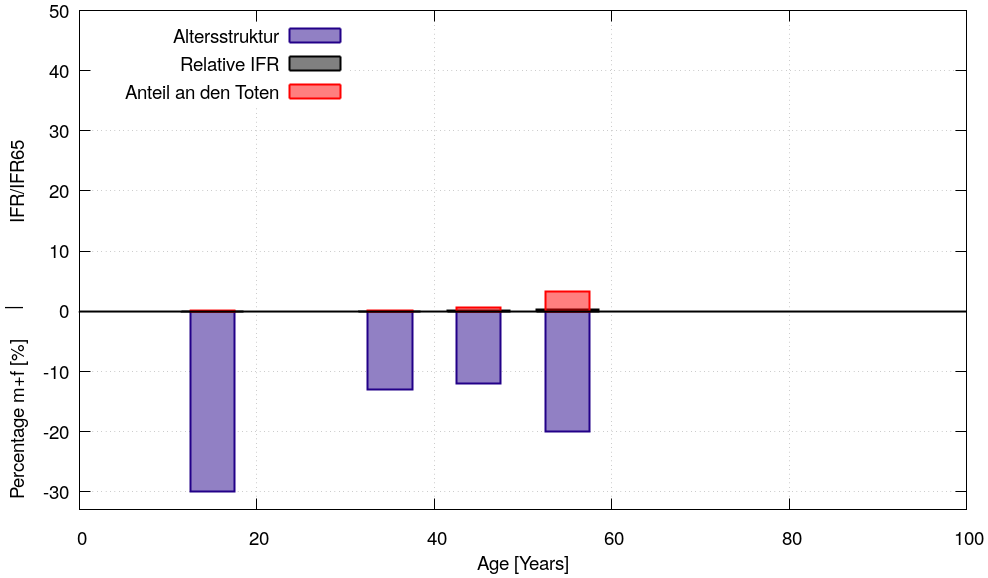 50
40
30
20
10
0
-10
-20
-30
Altersstruktur
Relative IFR
Anteil an den Toten
IFR/IFR65
|
Percentage m+f [%]
0 20 40 60 80 100
Age [Years]